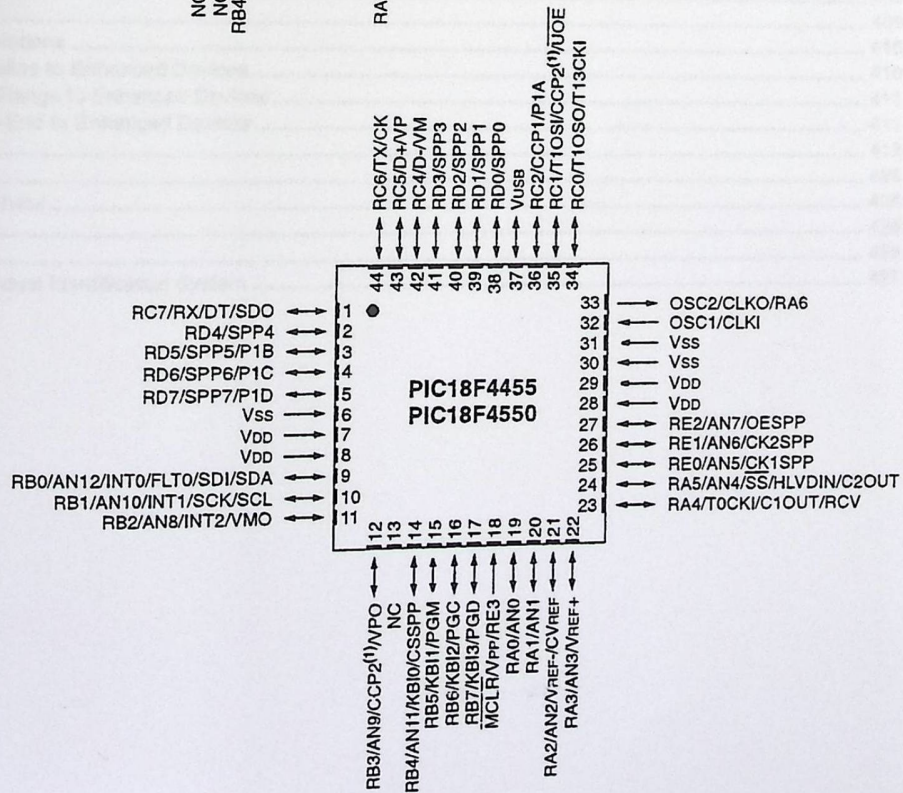 NC
NC
RB4
RA
RC6/TX/CK
RC5/D+/VP
RC4/D-/VM
RD3/SPP3
RD2/SPP2
RD1/SPP1
RD0/SPP0
VUSB
RC2/CCP1/P1A
RC1/T1OSI/CCP2(1)/UOE
RC0/T1OSO/T13CKI
44
43
42
41
40
39
38
37
36
35
34
RC7/RX/DT/SDO 1
RD4/SPP4 2
RD5/SPP5/P1B 3
RD6/SPP6/P1C 4
RD7/SPP7/P1D 5
VSS 6
VDD 7
VDD 8
RB0/AN12/INT0/FLT0/SDI/SDA 9
RB1/AN10/INT1/SCK/SCL 10
RB2/AN8/INT2/VMO 11
PIC18F4455
PIC18F4550
33 OSC2/CLKO/RA6
32 OSC1/CLKI
31 VSS
30 VSS
29 VDD
28 VDD
27 RE2/AN7/OESPP
26 RE1/AN6/CK2SPP
25 RE0/AN5/CK1SPP
24 RA5/AN4/SS/HLVDIN/C2OUT
23 RA4/T0CKI/C1OUT/RCV
12
13
14
15
16
17
18
19
20
21
22
RB3/AN9/CCP2(1)/VPO
NC
RB4/AN11/KBI0/CSSPP
RB5/KBI1/PGM
RB6/KBI2/PGC
RB7/KBI3/PGD
MCLR/VPP/RE3
RA0/AN0
RA1/AN1
RA2/AN2/VREF-/CVREF
RA3/AN3/VREF+